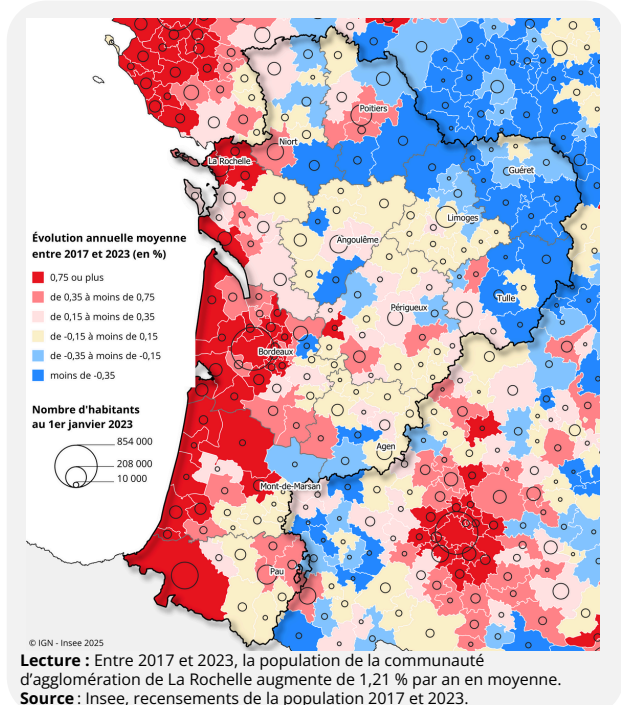 Poitiers
Niort
La Rochelle
Guéret
Limoges
Angoulême
Évolution annuelle moyenne
entre 2017 et 2023 (en %)
0,75 ou plus
de 0,35 à moins de 0,75
de 0,15 à moins de 0,35
de -0,15 à moins de 0,15
de -0,35 à moins de -0,15
moins de -0,35
Périgueux
Tulle
Bordeaux
Nombre d'habitants
au 1er janvier 2023
854 000
208 000
10 000
Agen
Mont-de-Marsan
Pau
© IGN - Insee 2025
Lecture : Entre 2017 et 2023, la population de la communauté
d’agglomération de La Rochelle augmente de 1,21 % par an en moyenne.
Source : Insee, recensements de la population 2017 et 2023.